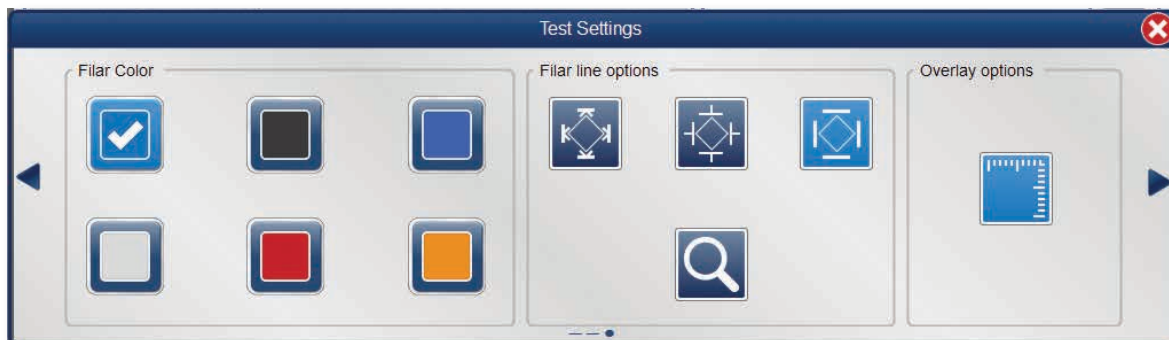 Test Settings
Filar Color
Filar line options
Overlay options